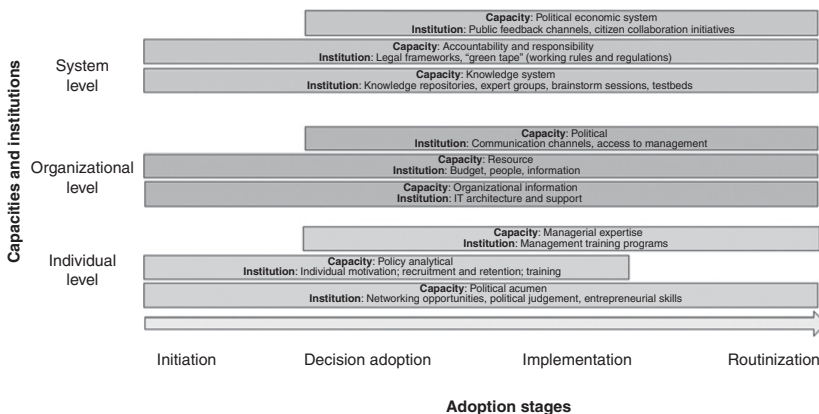 Capacities and institutions
System
level
Capacity: Political economic system
Institution: Public feedback channels, citizen collaboration initiatives
Capacity: Accountability and responsibility
Institution: Legal frameworks, “green tape” (working rules and regulations)
Capacity: Knowledge system
Institution: Knowledge repositories, expert groups, brainstorm sessions, testbeds
Organizational
level
Capacity: Political
Institution: Communication channels, access to management
Capacity: Resource
Institution: Budget, people, information
Capacity: Organizational information
Institution: IT architecture and support
Individual
level
Capacity: Managerial expertise
Institution: Management training programs
Capacity: Policy analytical
Institution: Individual motivation; recruitment and retention; training
Capacity: Political acumen
Institution: Networking opportunities, political judgement, entrepreneurial skills
Initiation
Decision adoption
Implementation
Routinization
Adoption stages